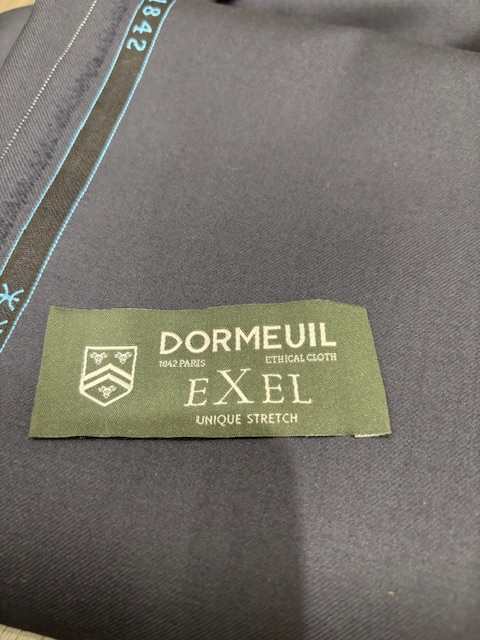 1842
DORMEUIL
1842 PARIS ETHICAL CLOTH
EXEL
UNIQUE STRETCH